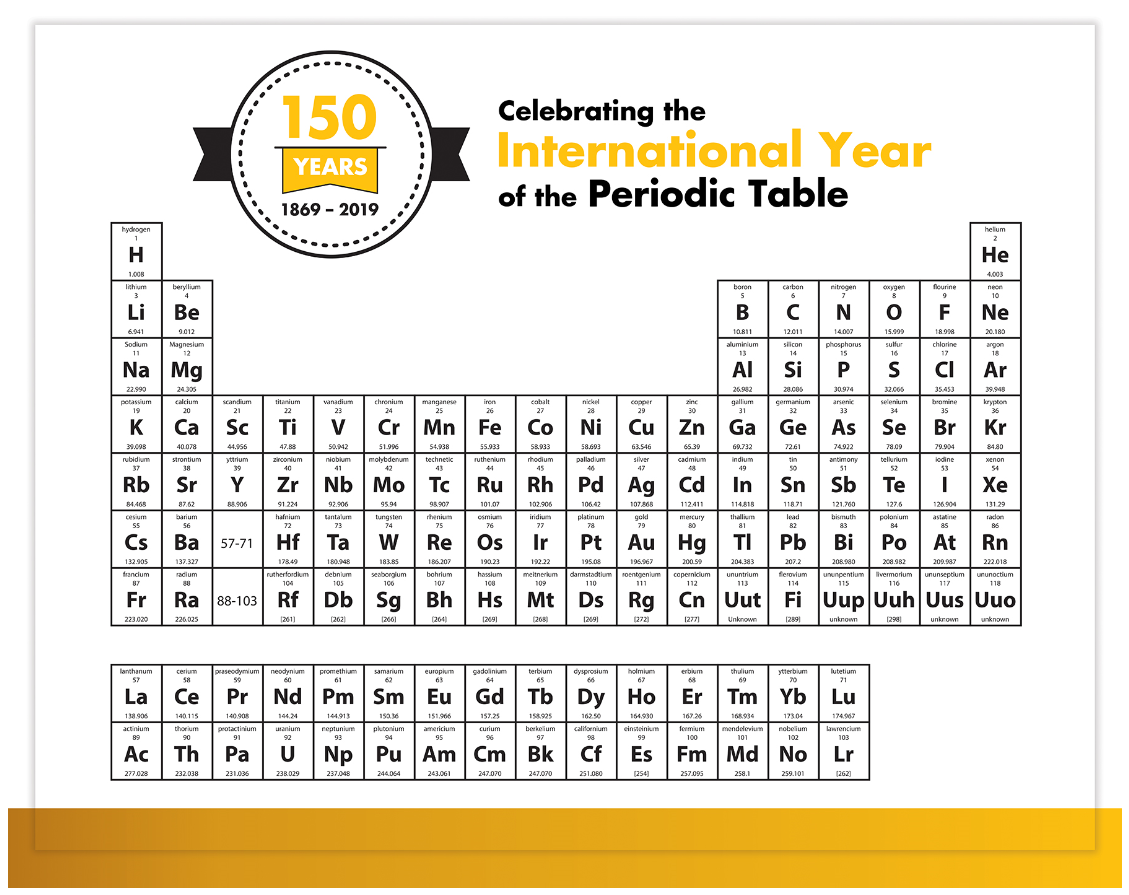 150
YEARS
1869 – 2019
Celebrating the
International Year
of the Periodic Table
hydrogen helium
1 2
H He
1.008 4.003
lithium beryllium boron carbon nitrogen oxygen flourine neon
3 4 5 6 7 8 9 10
Li Be B C N O F Ne
6.941 9.012 10.811 12.011 14.007 15.999 18.998 20.180
Sodium Magnesium aluminium silicon phosphorus sulfur chlorine argon
11 12 13 14 15 16 17 18
Na Mg Al Si P S Cl Ar
22.990 24.305 26.982 28.086 30.974 32.066 35.453 39.948
potassium calcium scandium titanium vanadium chronium manganese iron cobalt nickel copper zinc gallium germanium arsenic selenium bromine krypton
19 20 21 22 23 24 25 26 27 28 29 30 31 32 33 34 35 36
K Ca Sc Ti V Cr Mn Fe Co Ni Cu Zn Ga Ge As Se Br Kr
39.098 40.078 44.956 47.88 50.942 51.996 54.938 55.933 58.933 58.693 63.546 65.39 69.732 72.61 74.922 78.09 79.904 84.80
rubidium strontium yttrium zirconium niobium molybdenum technetic ruthenium rhodium palladium silver cadmium indium tin antimony tellurium iodine xenon
37 38 39 40 41 42 43 44 45 46 47 48 49 50 51 52 53 54
Rb Sr Y Zr Nb Mo Tc Ru Rh Pd Ag Cd In Sn Sb Te I Xe
84.468 87.62 88.906 91.224 92.906 95.94 98.907 101.07 102.906 106.42 107.868 112.411 114.818 118.71 121.760 127.6 126.904 131.29
cesium barium hafnium tantalum tungsten rhenium osmium iridium platinum gold mercury thallium lead bismuth polonium astatine radon
55 56 72 73 74 75 76 77 78 79 80 81 82 83 84 85 86
Cs Ba 57-71 Hf Ta W Re Os Ir Pt Au Hg Tl Pb Bi Po At Rn
132.905 137.327 178.49 180.948 183.85 186.207 190.23 192.22 195.08 196.967 200.59 204.383 207.2 208.980 208.982 209.987 222.018
francium radium rutherfordium debnium seaborgium bohrium hassium meitnerium darmstadtium roentgenium copernicium ununtrium flerovium ununpentium livermorium ununseptium ununoctium
87 88 104 105 106 107 108 109 110 111 112 113 114 115 116 117 118
Fr Ra 88-103 Rf Db Sg Bh Hs Mt Ds Rg Cn Uut Fi Uup Uuh Uus Uuo
223.020 226.025 [261] [262] [266] [264] [269] [268] [269] [272] [277] Unknown [289] unknown [298] unknown unknown
lanthanum cerium praseodymium neodynium promethium samarium europium gadolinium terbium dysprosium holmium erbium thulium ytterbium lutetium
57 58 59 60 61 62 63 64 65 66 67 68 69 70 71
La Ce Pr Nd Pm Sm Eu Gd Tb Dy Ho Er Tm Yb Lu
138.906 140.115 140.908 144.24 144.913 150.36 151.966 157.25 158.925 162.50 164.930 167.26 168.934 173.04 174.967
actinium thorium protactinium uranium neptunium plutonium americium curium berkelium californium einsteinium fermium mendelevium nobelium lawrencium
89 90 91 92 93 94 95 96 97 98 99 100 101 102 103
Ac Th Pa U Np Pu Am Cm Bk Cf Es Fm Md No Lr
277.028 232.038 231.036 238.029 237.048 244.064 243.061 247.070 247.070 251.080 [254] 257.095 258.1 259.101 [262]